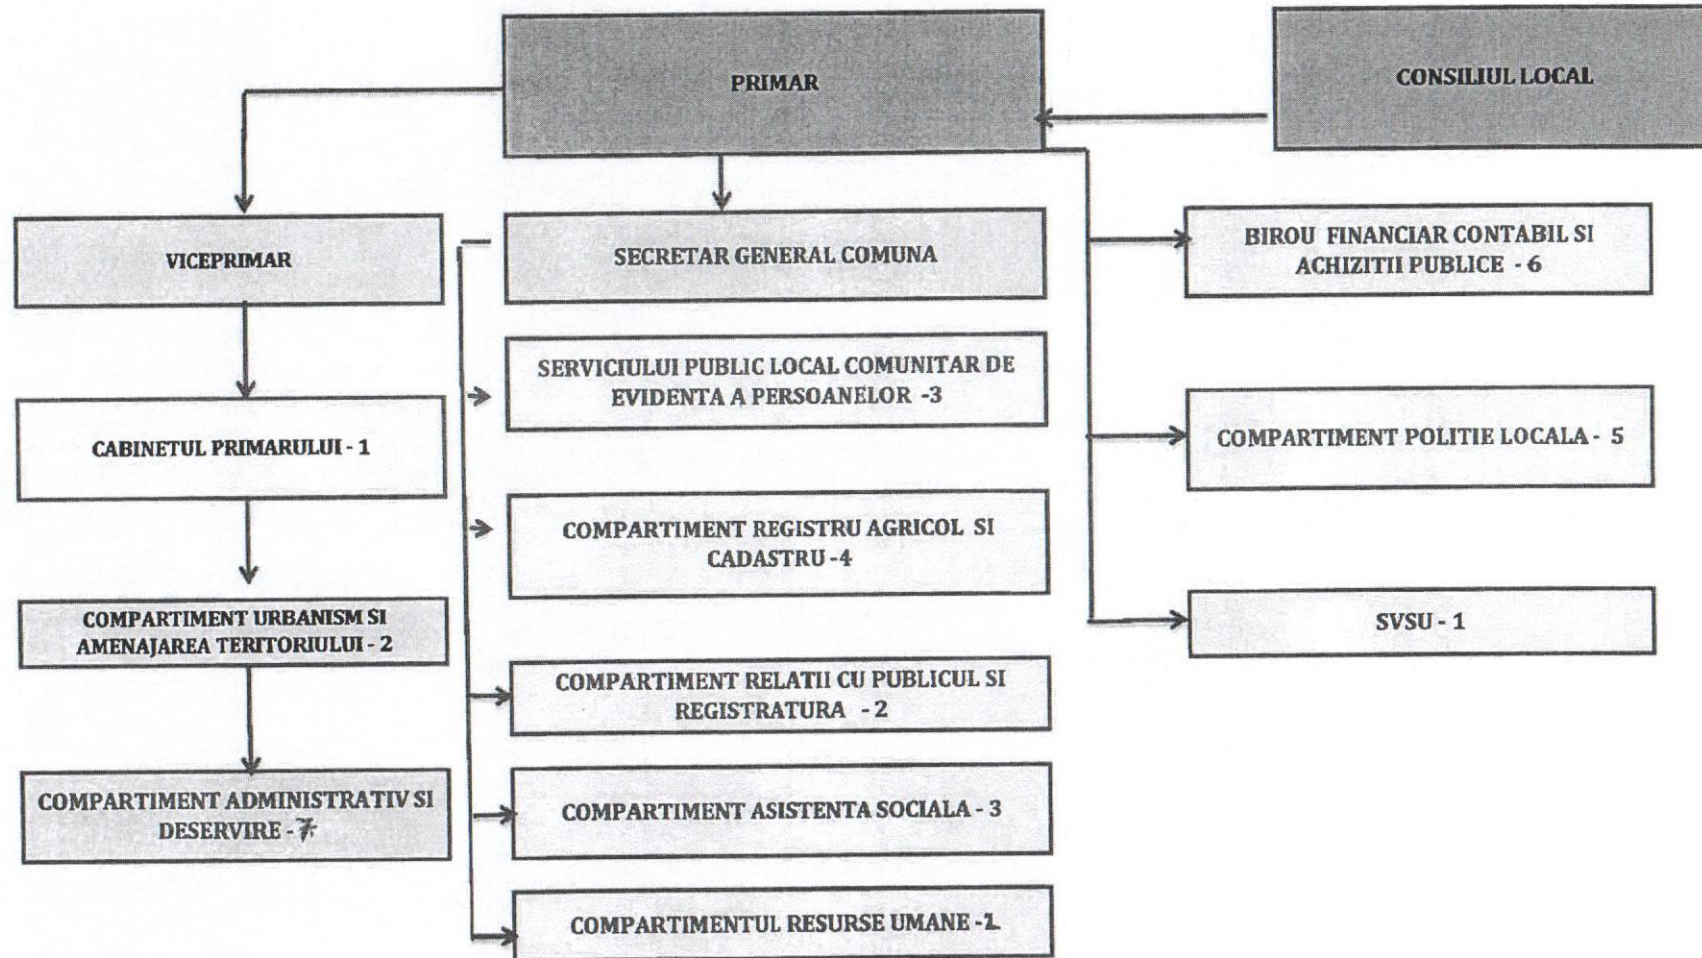 PRIMAR
CONSILIUL LOCAL
VICEPRIMAR
CABINETUL PRIMARULUI - 1
COMPARTIMENT URBANISM SI
AMENAJAREA TERITORIULUI - 2
COMPARTIMENT ADMINISTRATIV SI
DESERVIRE - 7
SECRETAR GENERAL COMUNA
SERVICIULUI PUBLIC LOCAL COMUNITAR DE
EVIDENTA A PERSOANELOR -3
COMPARTIMENT REGISTRU AGRICOL SI
CADASTRU -4
COMPARTIMENT RELATII CU PUBLICUL SI
REGISTRATURA - 2
COMPARTIMENT ASISTENTA SOCIALA - 3
COMPARTIMENTUL RESURSE UMANE -1
BIROU FINANCIAR CONTABIL SI
ACHIZITII PUBLICE - 6
COMPARTIMENT POLITIE LOCALA - 5
SVSU - 1